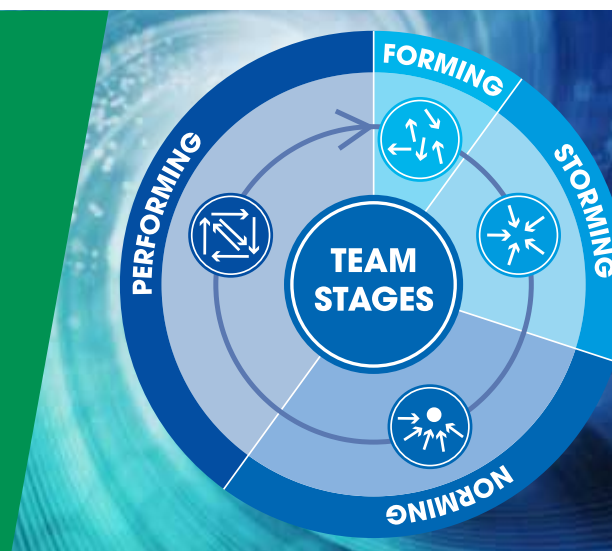 FORMING
STORMING
NORMING
PERFORMING
TEAM
STAGES